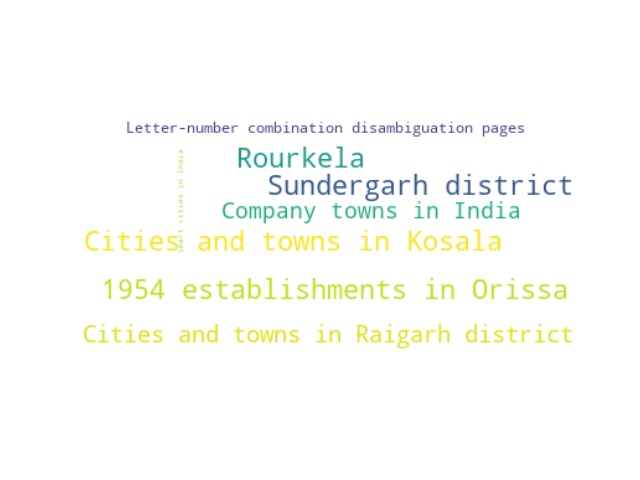 Letter-number combination disambiguation pages
Rourkela
Sundergarh district
Company towns in India
Smart cities in India
Cities and towns in Kosala
1954 establishments in Orissa
Cities and towns in Raigarh district